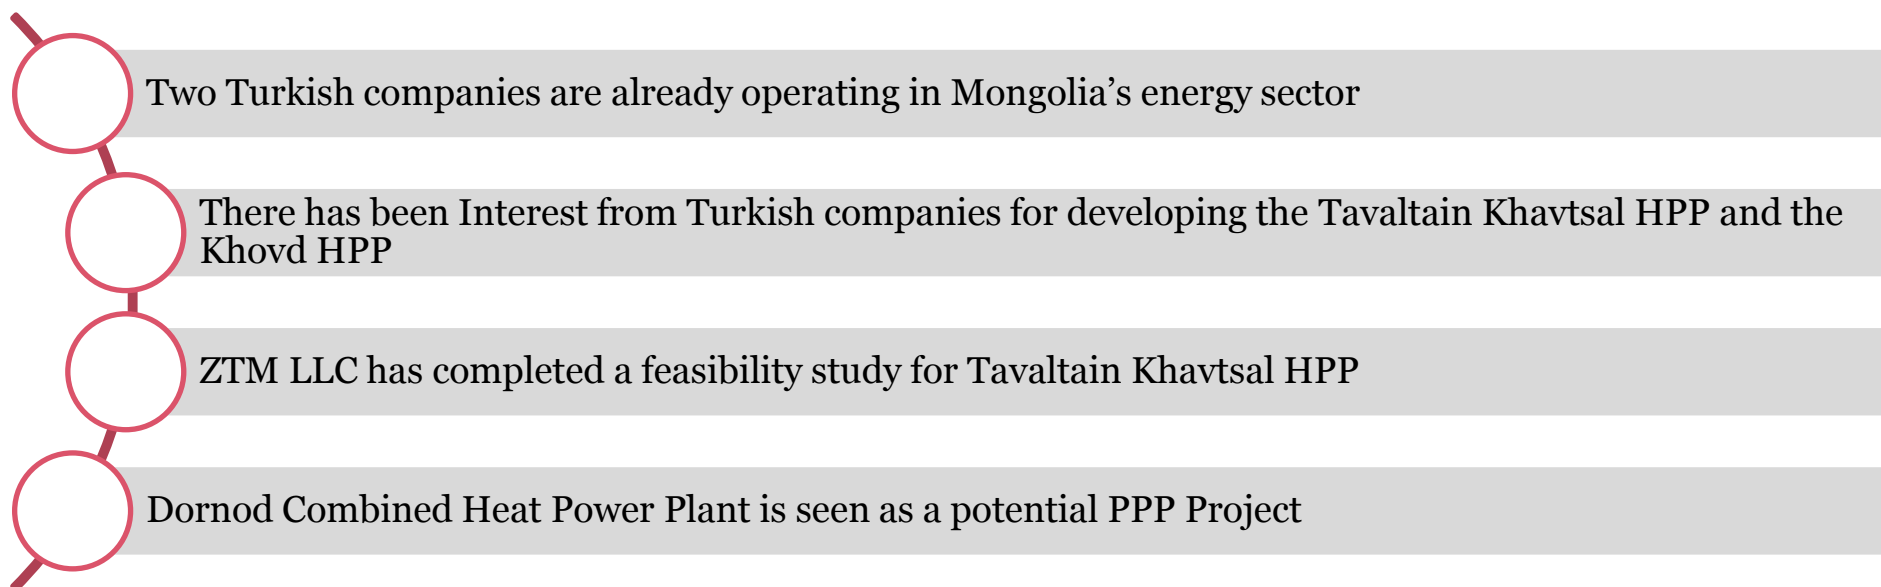 Two Turkish companies are already operating in Mongolia’s energy sector
There has been Interest from Turkish companies for developing the Tavaltain Khavtsal HPP and the
Khovd HPP
ZTM LLC has completed a feasibility study for Tavaltain Khavtsal HPP
Dornod Combined Heat Power Plant is seen as a potential PPP Project